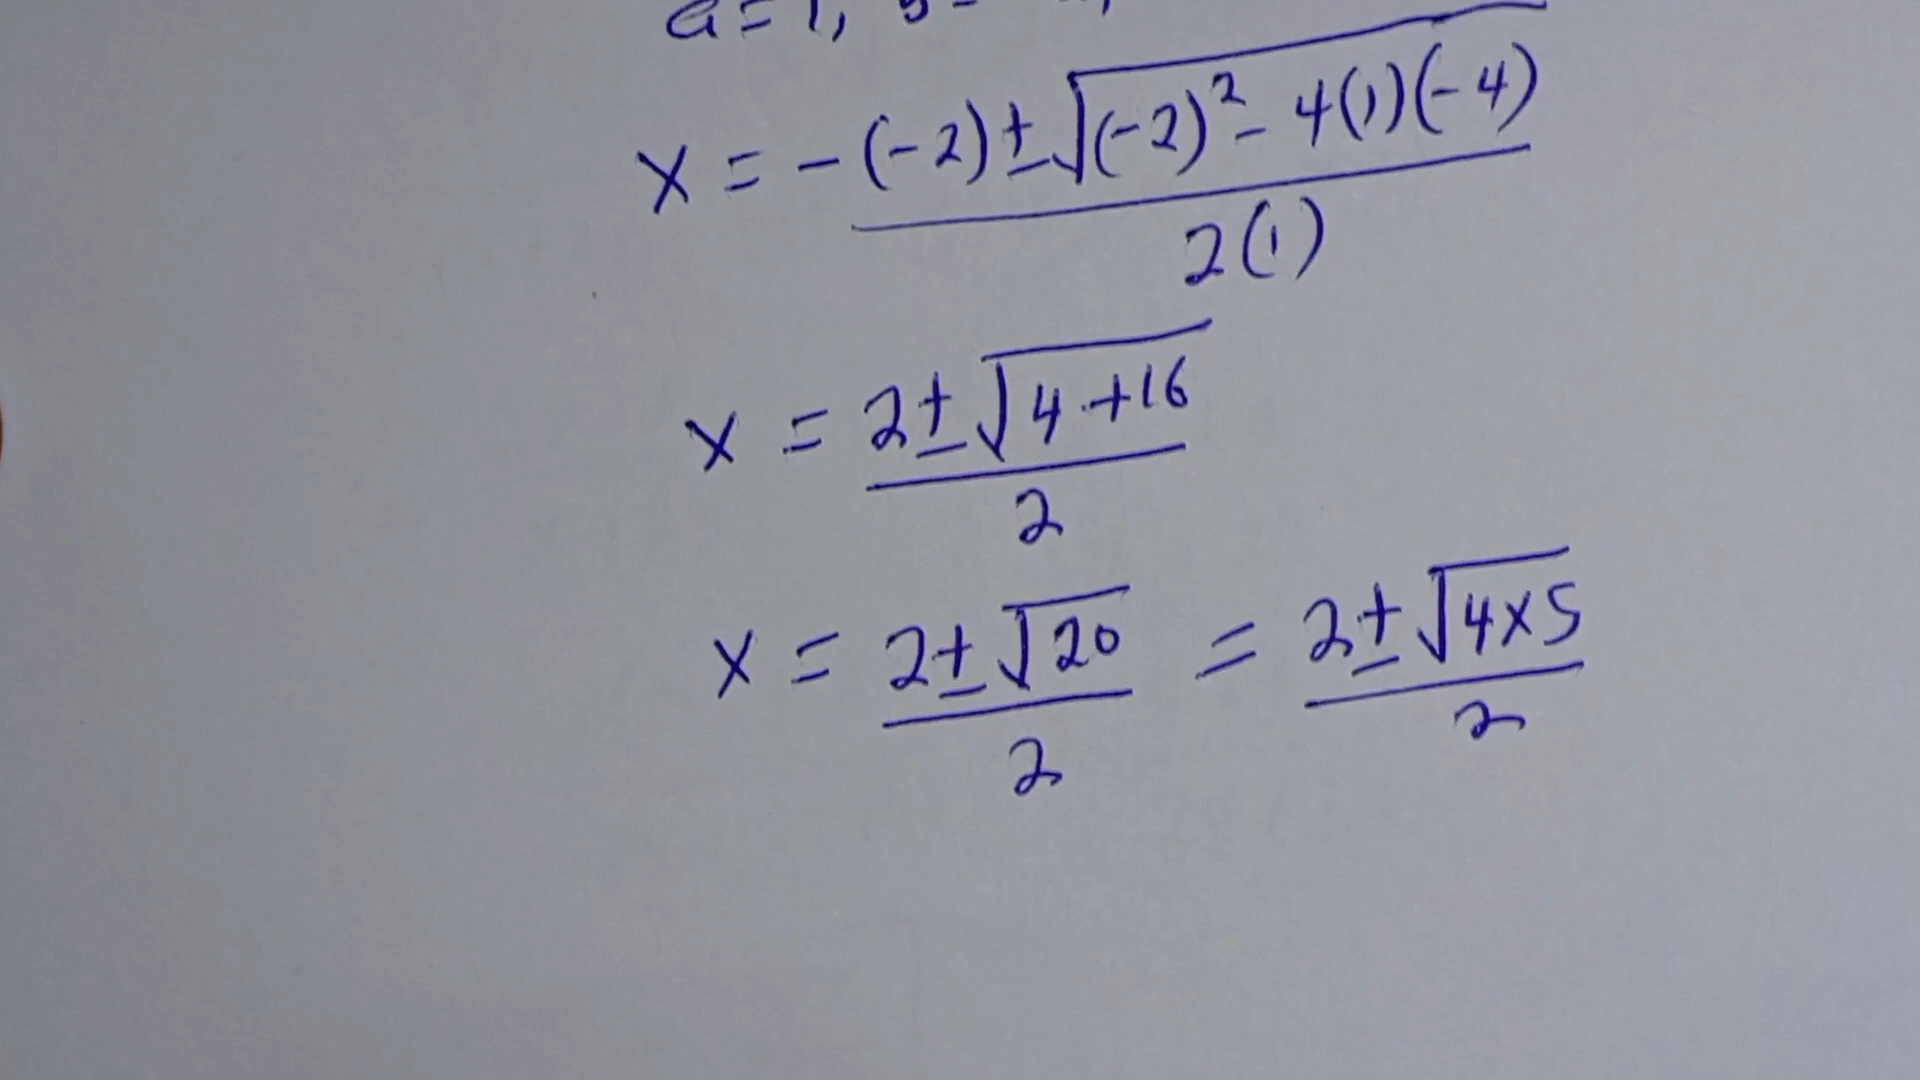 a = 1,
x = -(-2) ± √((-2)² - 4(1)(-4)) / 2(1)
x = 2 ± √(4 + 16) / 2
x = 2 ± √20 / 2 = 2 ± √(4 × 5) / 2